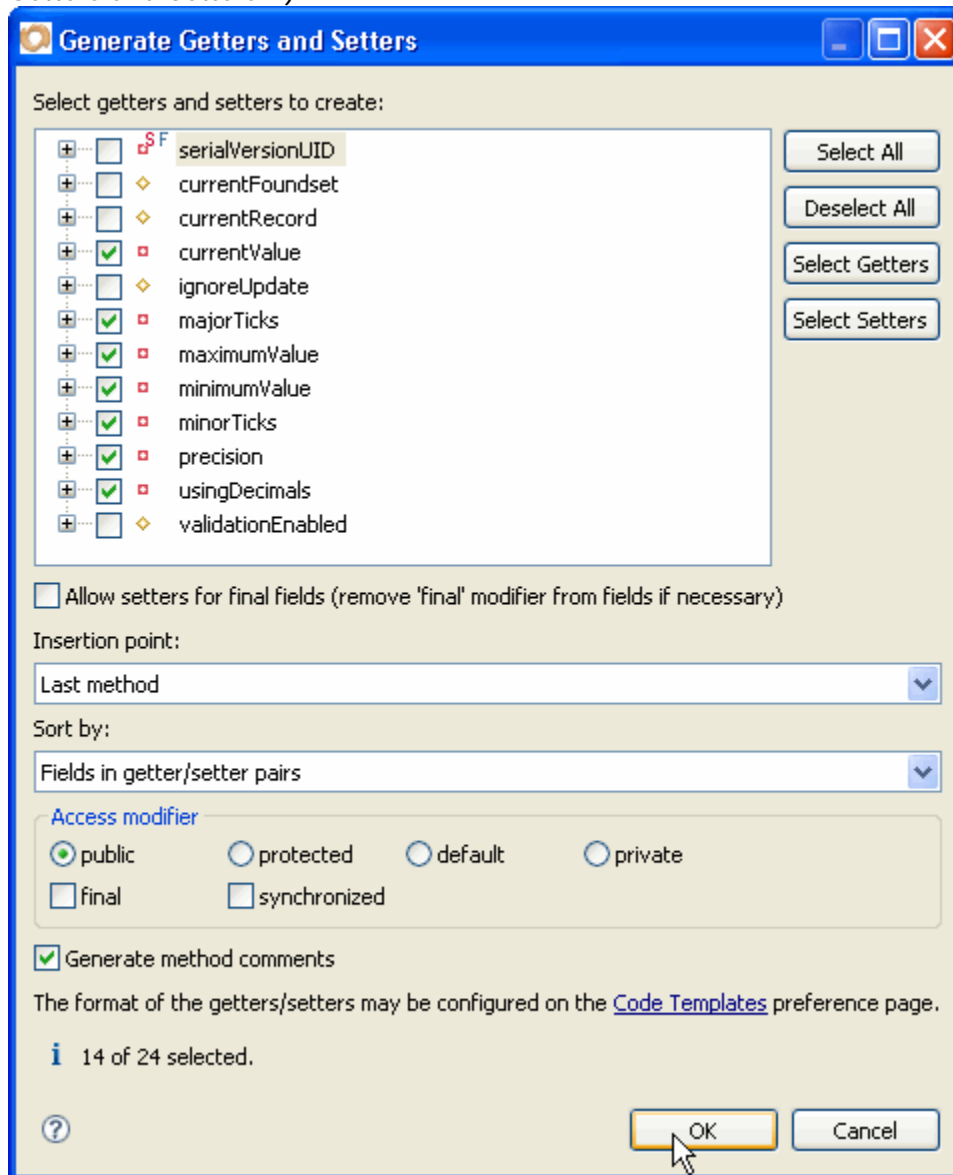 Generate Getters and Setters
Select getters and setters to create:
serialVersionUID
currentFoundset
currentRecord
currentValue
ignoreUpdate
majorTicks
maximumValue
minimumValue
minorTicks
precision
usingDecimals
validationEnabled
Select All
Deselect All
Select Getters
Select Setters
Allow setters for final fields (remove 'final' modifier from fields if necessary)
Insertion point:
Last method
Sort by:
Fields in getter/setter pairs
Access modifier
public protected default private
final synchronized
Generate method comments
The format of the getters/setters may be configured on the Code Templates preference page.
i 14 of 24 selected.
? OK Cancel